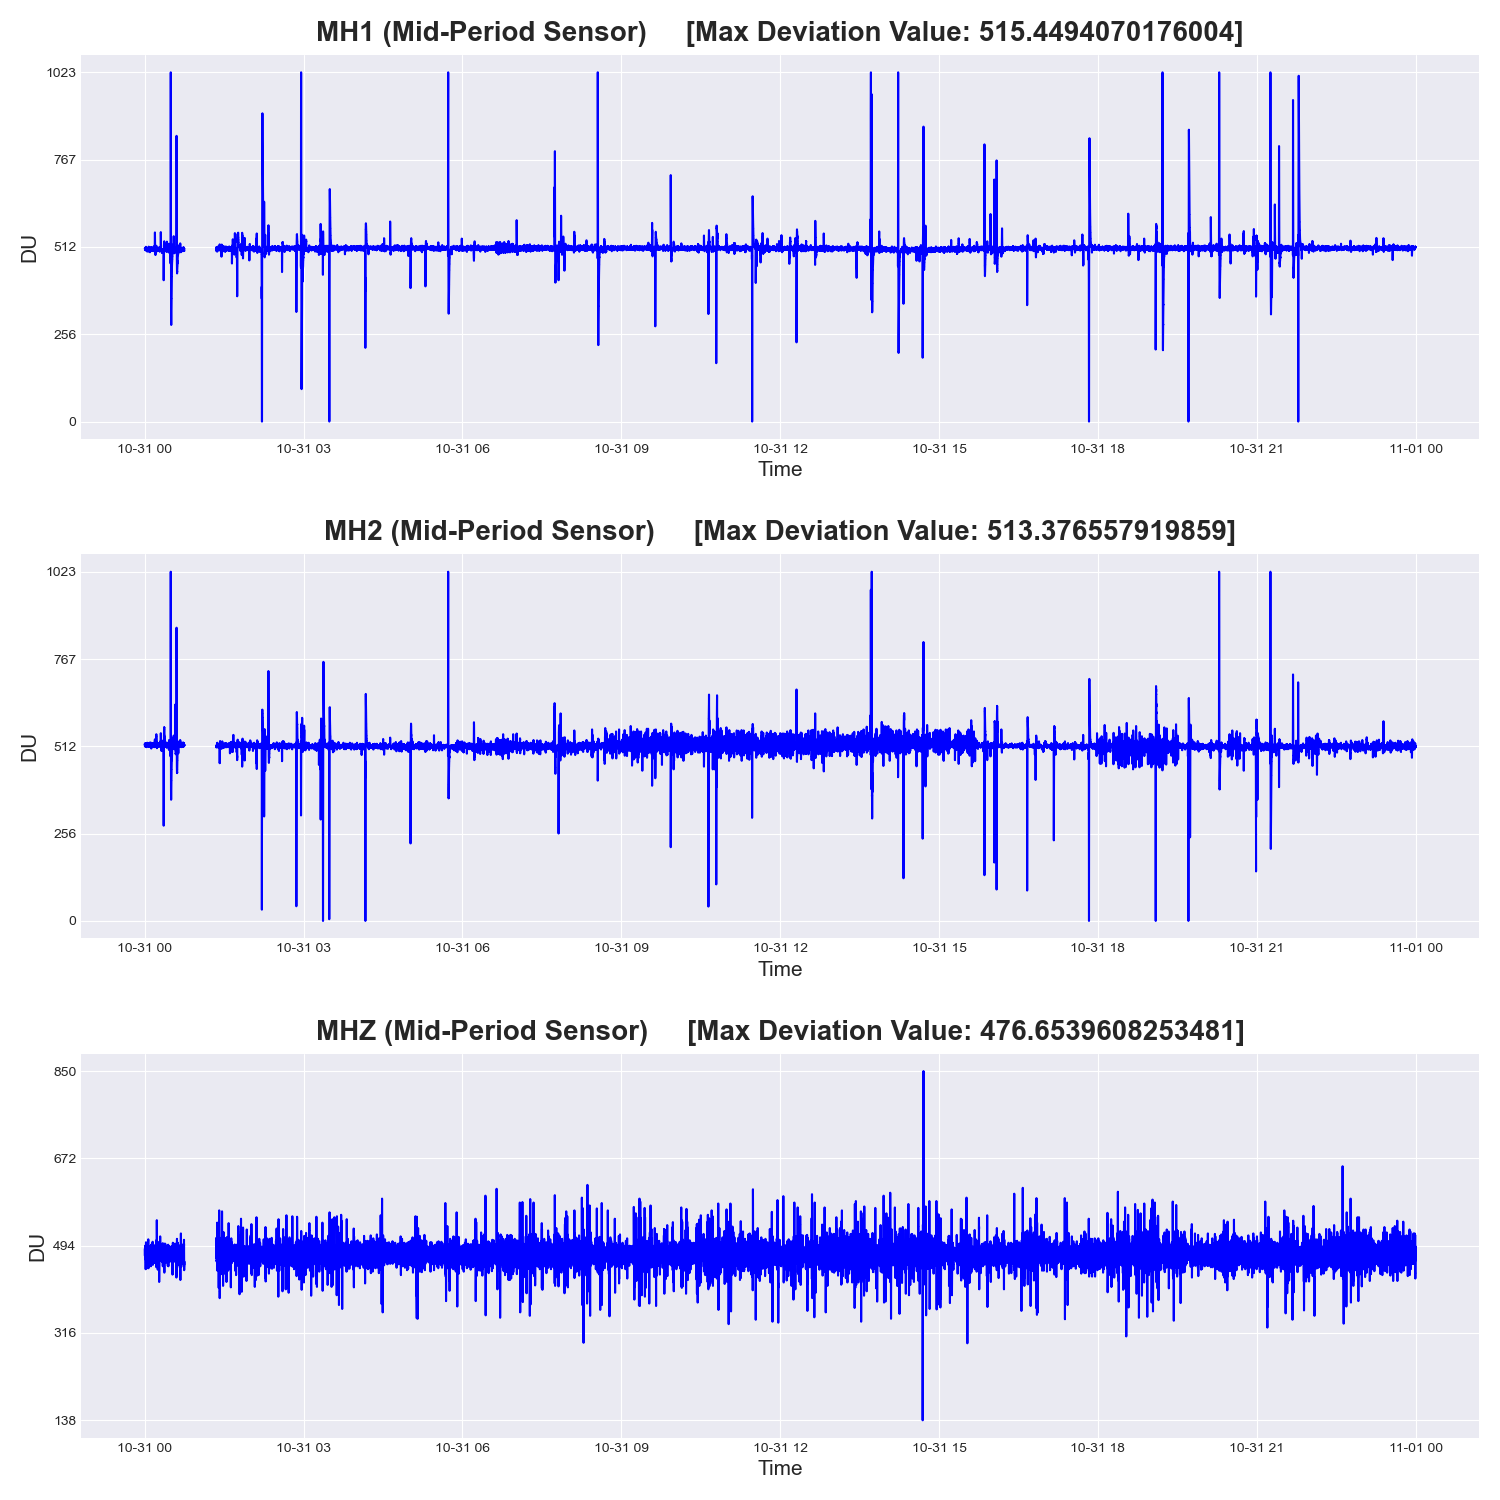 MH1 (Mid-Period Sensor)     [Max Deviation Value: 515.4494070176004]
1023
767
512
256
0
DU
10-31 00 10-31 03 10-31 06 10-31 09 10-31 12 10-31 15 10-31 18 10-31 21 11-01 00
Time
MH2 (Mid-Period Sensor)     [Max Deviation Value: 513.376557919859]
1023
767
512
256
0
DU
10-31 00 10-31 03 10-31 06 10-31 09 10-31 12 10-31 15 10-31 18 10-31 21 11-01 00
Time
MHZ (Mid-Period Sensor)     [Max Deviation Value: 476.6539608253481]
850
672
494
316
138
DU
10-31 00 10-31 03 10-31 06 10-31 09 10-31 12 10-31 15 10-31 18 10-31 21 11-01 00
Time